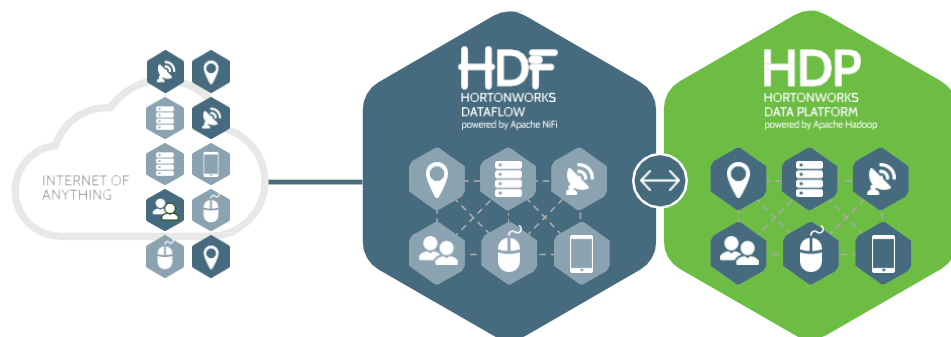 INTERNET OF
ANYTHING
HDF
HORTONWORKS
DATAFLOW
powered by Apache NiFi
HDP
HORTONWORKS
DATA PLATFORM
powered by Apache Hadoop